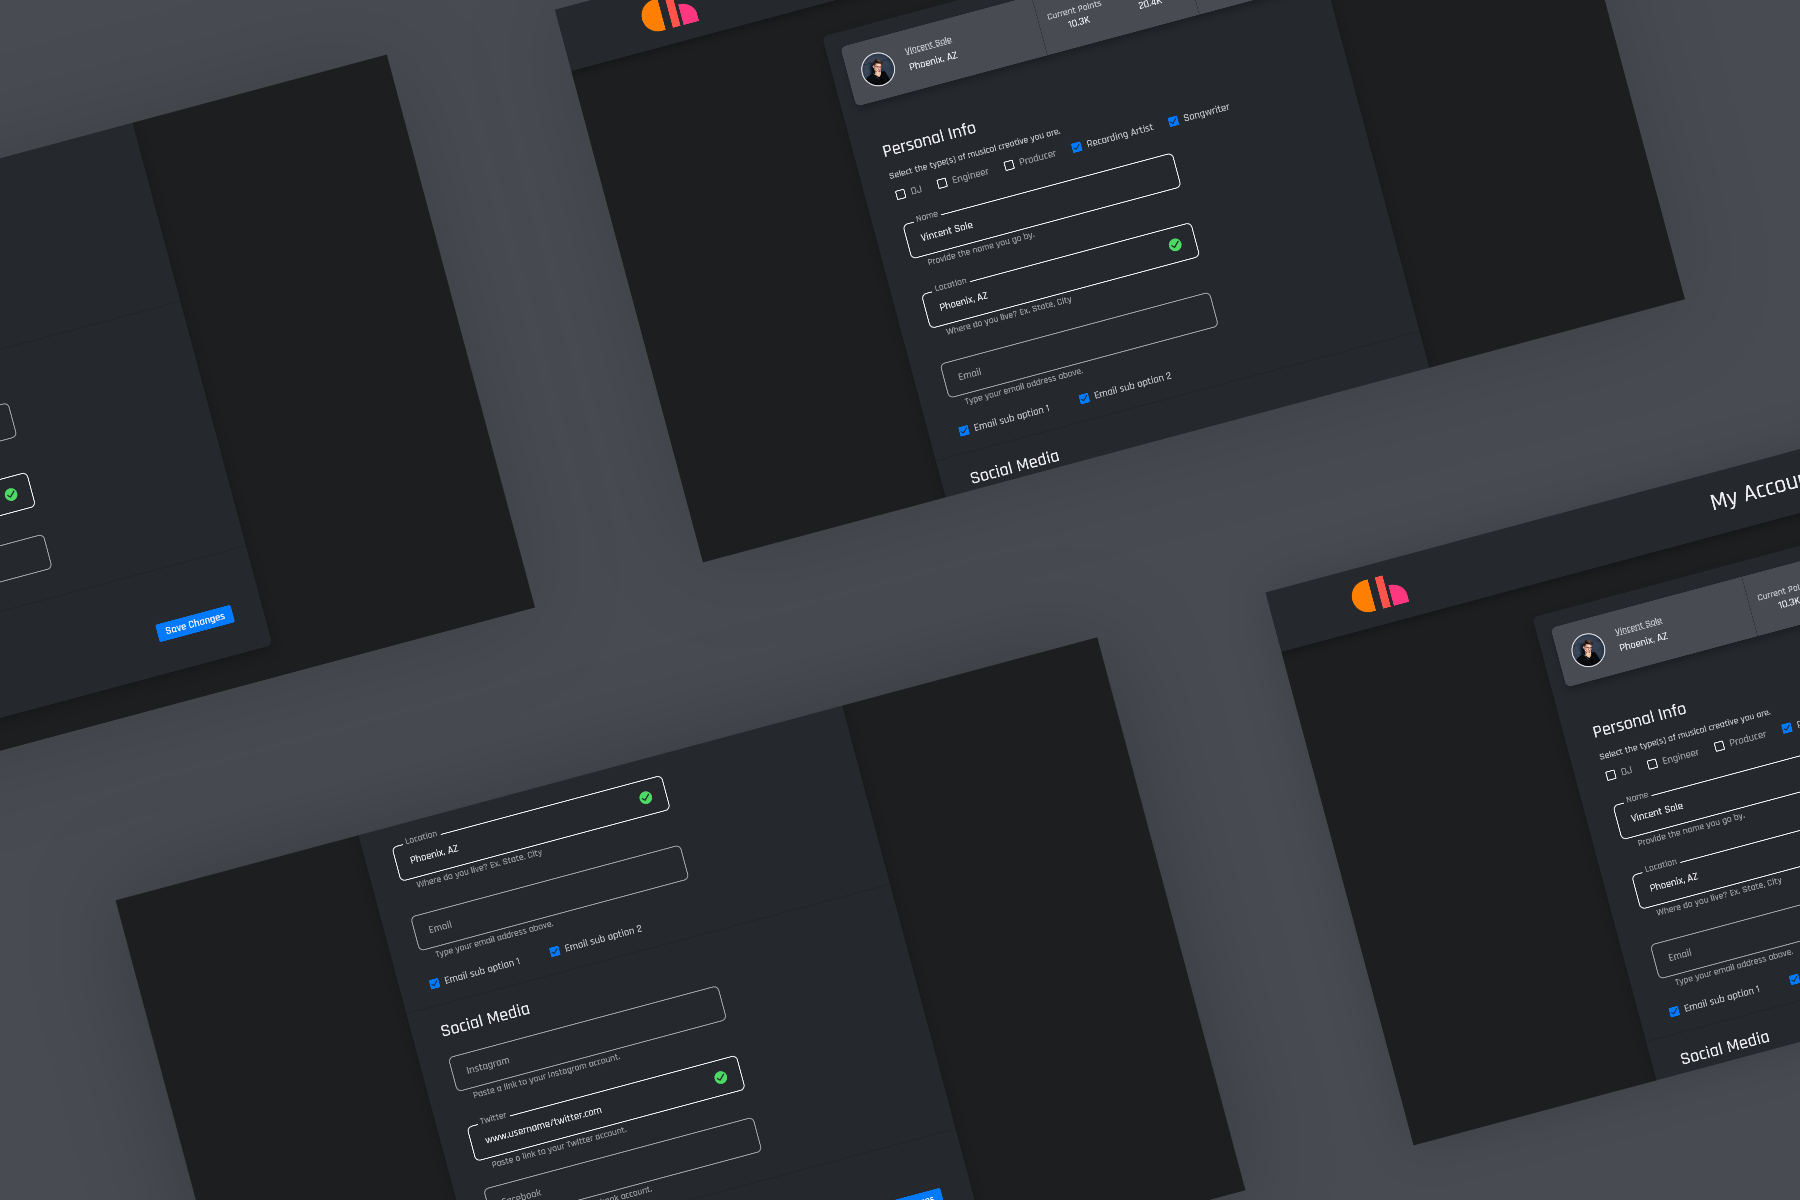 Save Changes
Vincent Sole
Phoenix, AZ
Current Points
10.3K
20.4K
Personal Info
Select the type(s) of musical creative you are.
DJ
Engineer
Producer
Recording Artist
Songwriter
Name
Vincent Sole
Provide the name you go by.
Location
Phoenix, AZ
Where do you live? Ex. State, City
Email
Type your email address above.
Email sub option 1
Email sub option 2
Social Media
Location
Phoenix, AZ
Where do you live? Ex. State, City
Email
Type your email address above.
Email sub option 1
Email sub option 2
Social Media
Instagram
Paste a link to your Instagram account.
Twitter
www.username/twitter.com
Paste a link to your Twitter account.
Facebook
account.
My Accou
Vincent Sole
Phoenix, AZ
Current Poi
10.3K
Personal Info
Select the type(s) of musical creative you are.
DJ
Engineer
Producer
Name
Vincent Sole
Provide the name you go by.
Location
Phoenix, AZ
Where do you live? Ex. State, City
Email
Type your email address above.
Email sub option 1
Social Media